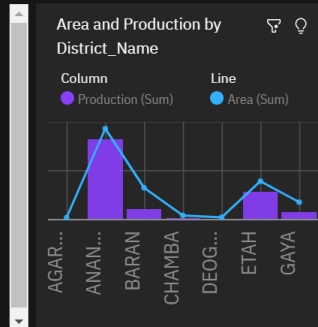 Area and Production by
District_Name
Column
Line
Production (Sum)
Area (Sum)
AGAR...
ANAN...
BARAN
CHAMBA
DEOG...
ETAH
GAYA